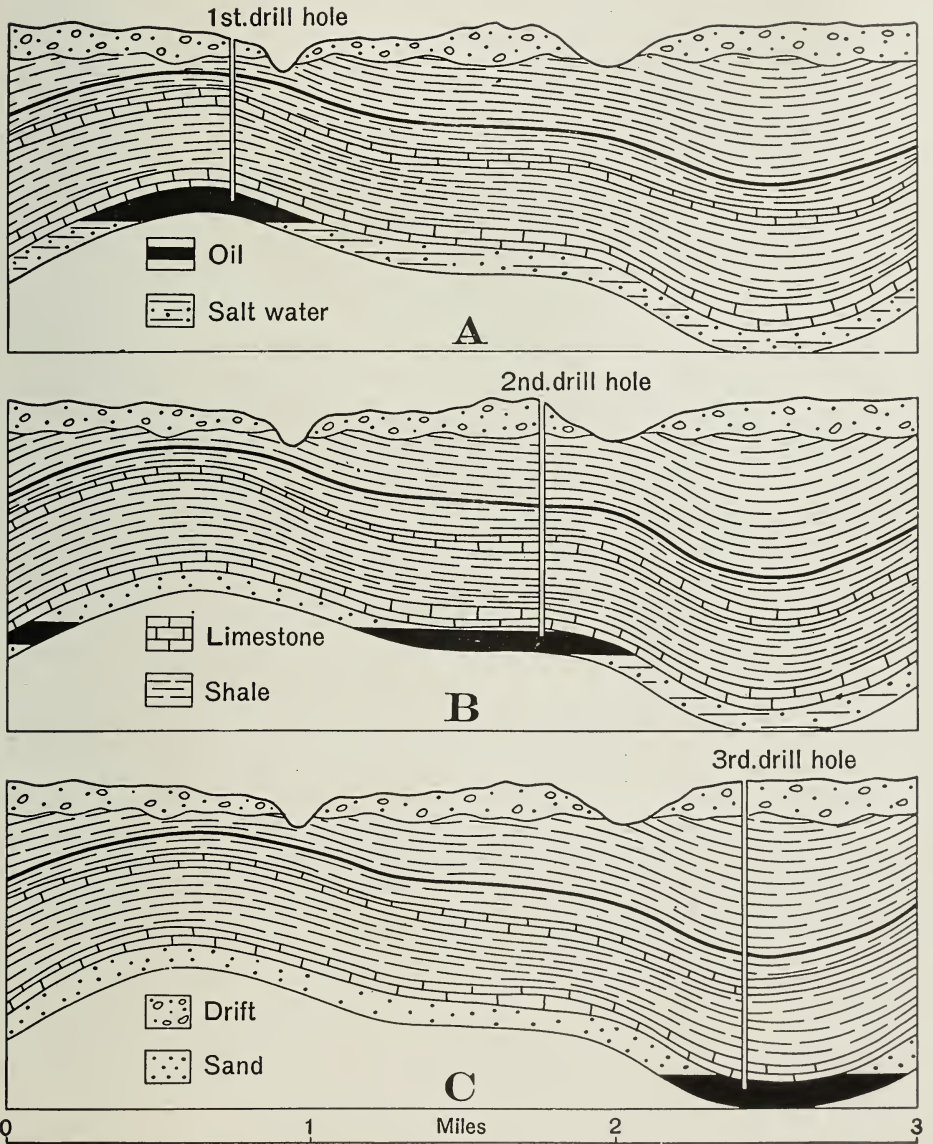 1st.drill hole
Oil
Salt water
A
2nd.drill hole
Limestone
Shale
B
3rd.drill hole
Drift
Sand
C
0 1 Miles 2 3